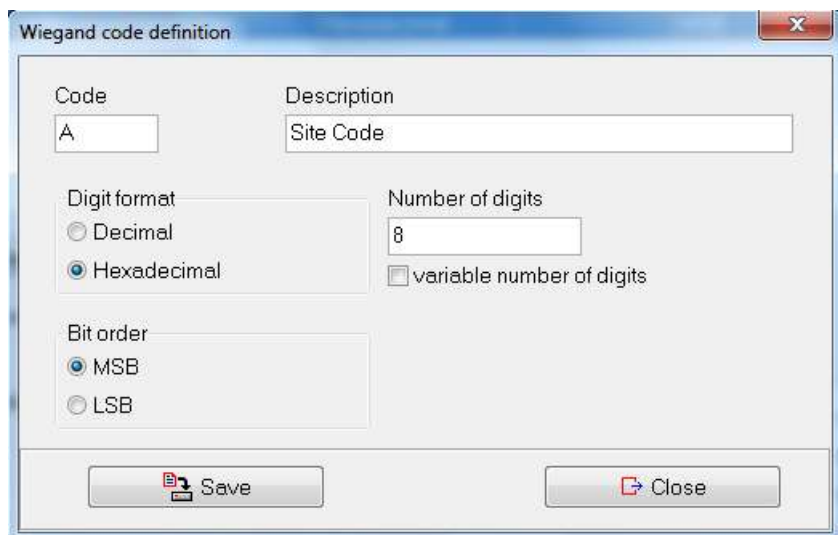 Wiegand code definition
Code
Description
A
Site Code
Digit format
Number of digits
Decimal
8
Hexadecimal
variable number of digits
Bit order
MSB
LSB
Save
Close